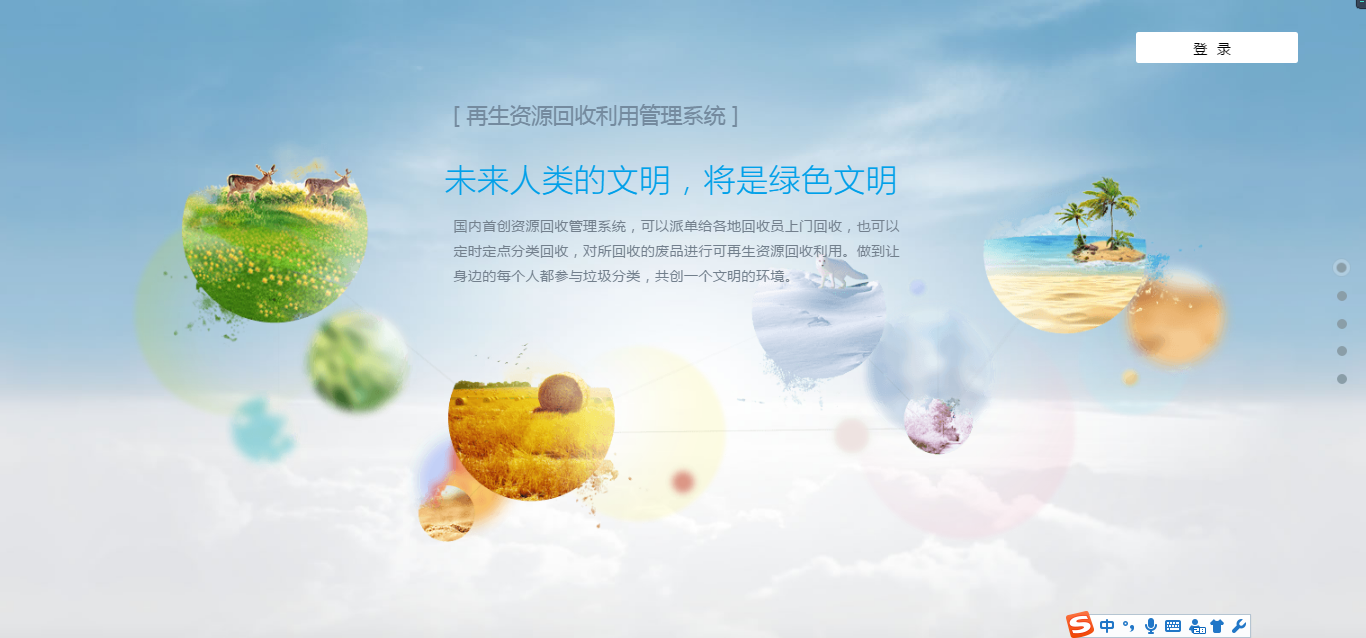 登 录
[ 再生资源回收利用管理系统 ]
未来人类的文明，将是绿色文明
国内首创资源回收管理系统，可以派单给各地回收员上门回收，也可以
定时定点分类回收，对所回收的废品进行可再生资源回收利用。做到让
身边的每个人都参与垃圾分类，共创一个文明的环境。
S 中